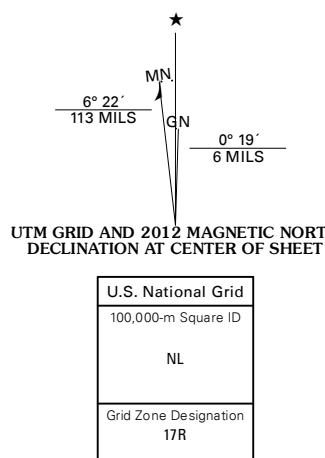 ★
M.N.
GN
6° 22´
113 MILS
0° 19´
6 MILS
UTM GRID AND 2012 MAGNETIC NORT
DECLINATION AT CENTER OF SHEET
U.S. National Grid
100,000-m Square ID
NL
Grid Zone Designation
17R